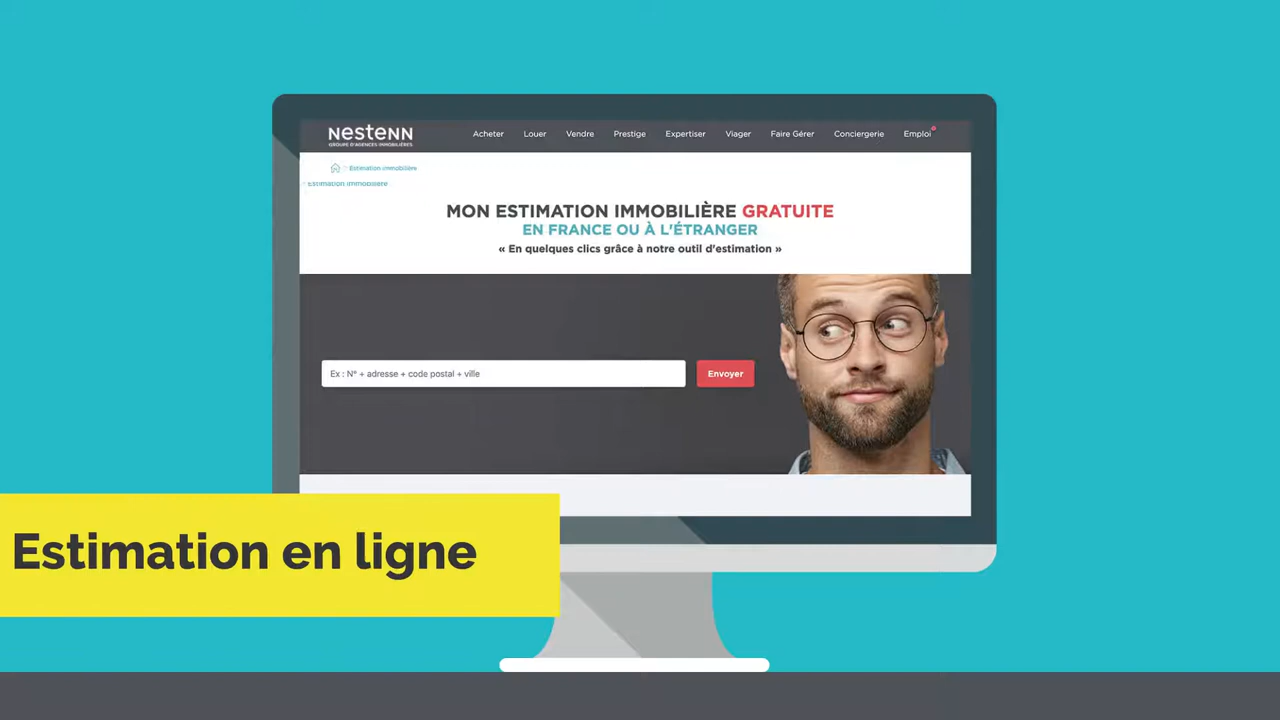 Nestenn
GROUPE D'AGENCES IMMOBILIÈRES
Acheter Louer Vendre Prestige Expertiser Viager Faire Gérer Conciergerie Emploi
> Estimation immobilière
> Estimation immobilière
MON ESTIMATION IMMOBILIÈRE GRATUITE
EN FRANCE OU À L'ÉTRANGER
« En quelques clics grâce à notre outil d'estimation »
Ex : N° + adresse + code postal + ville
Envoyer
Estimation en ligne